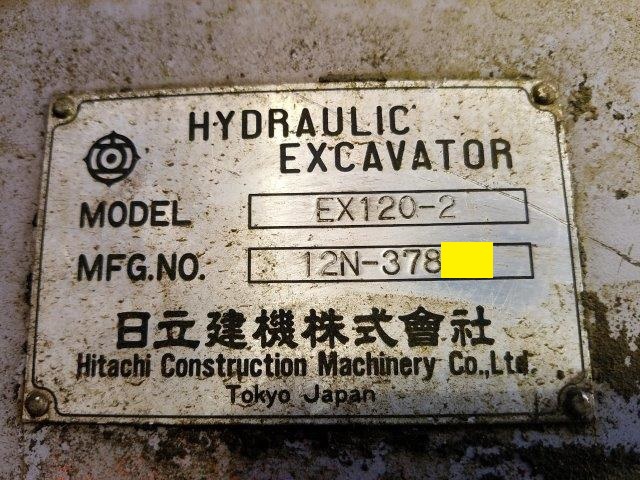 HYDRAULIC
EXCAVATOR
MODEL EX120-2
MFG.NO. 12N-378
日立建機株式會社
Hitachi Construction Machinery Co.,Ltd.
Tokyo Japan